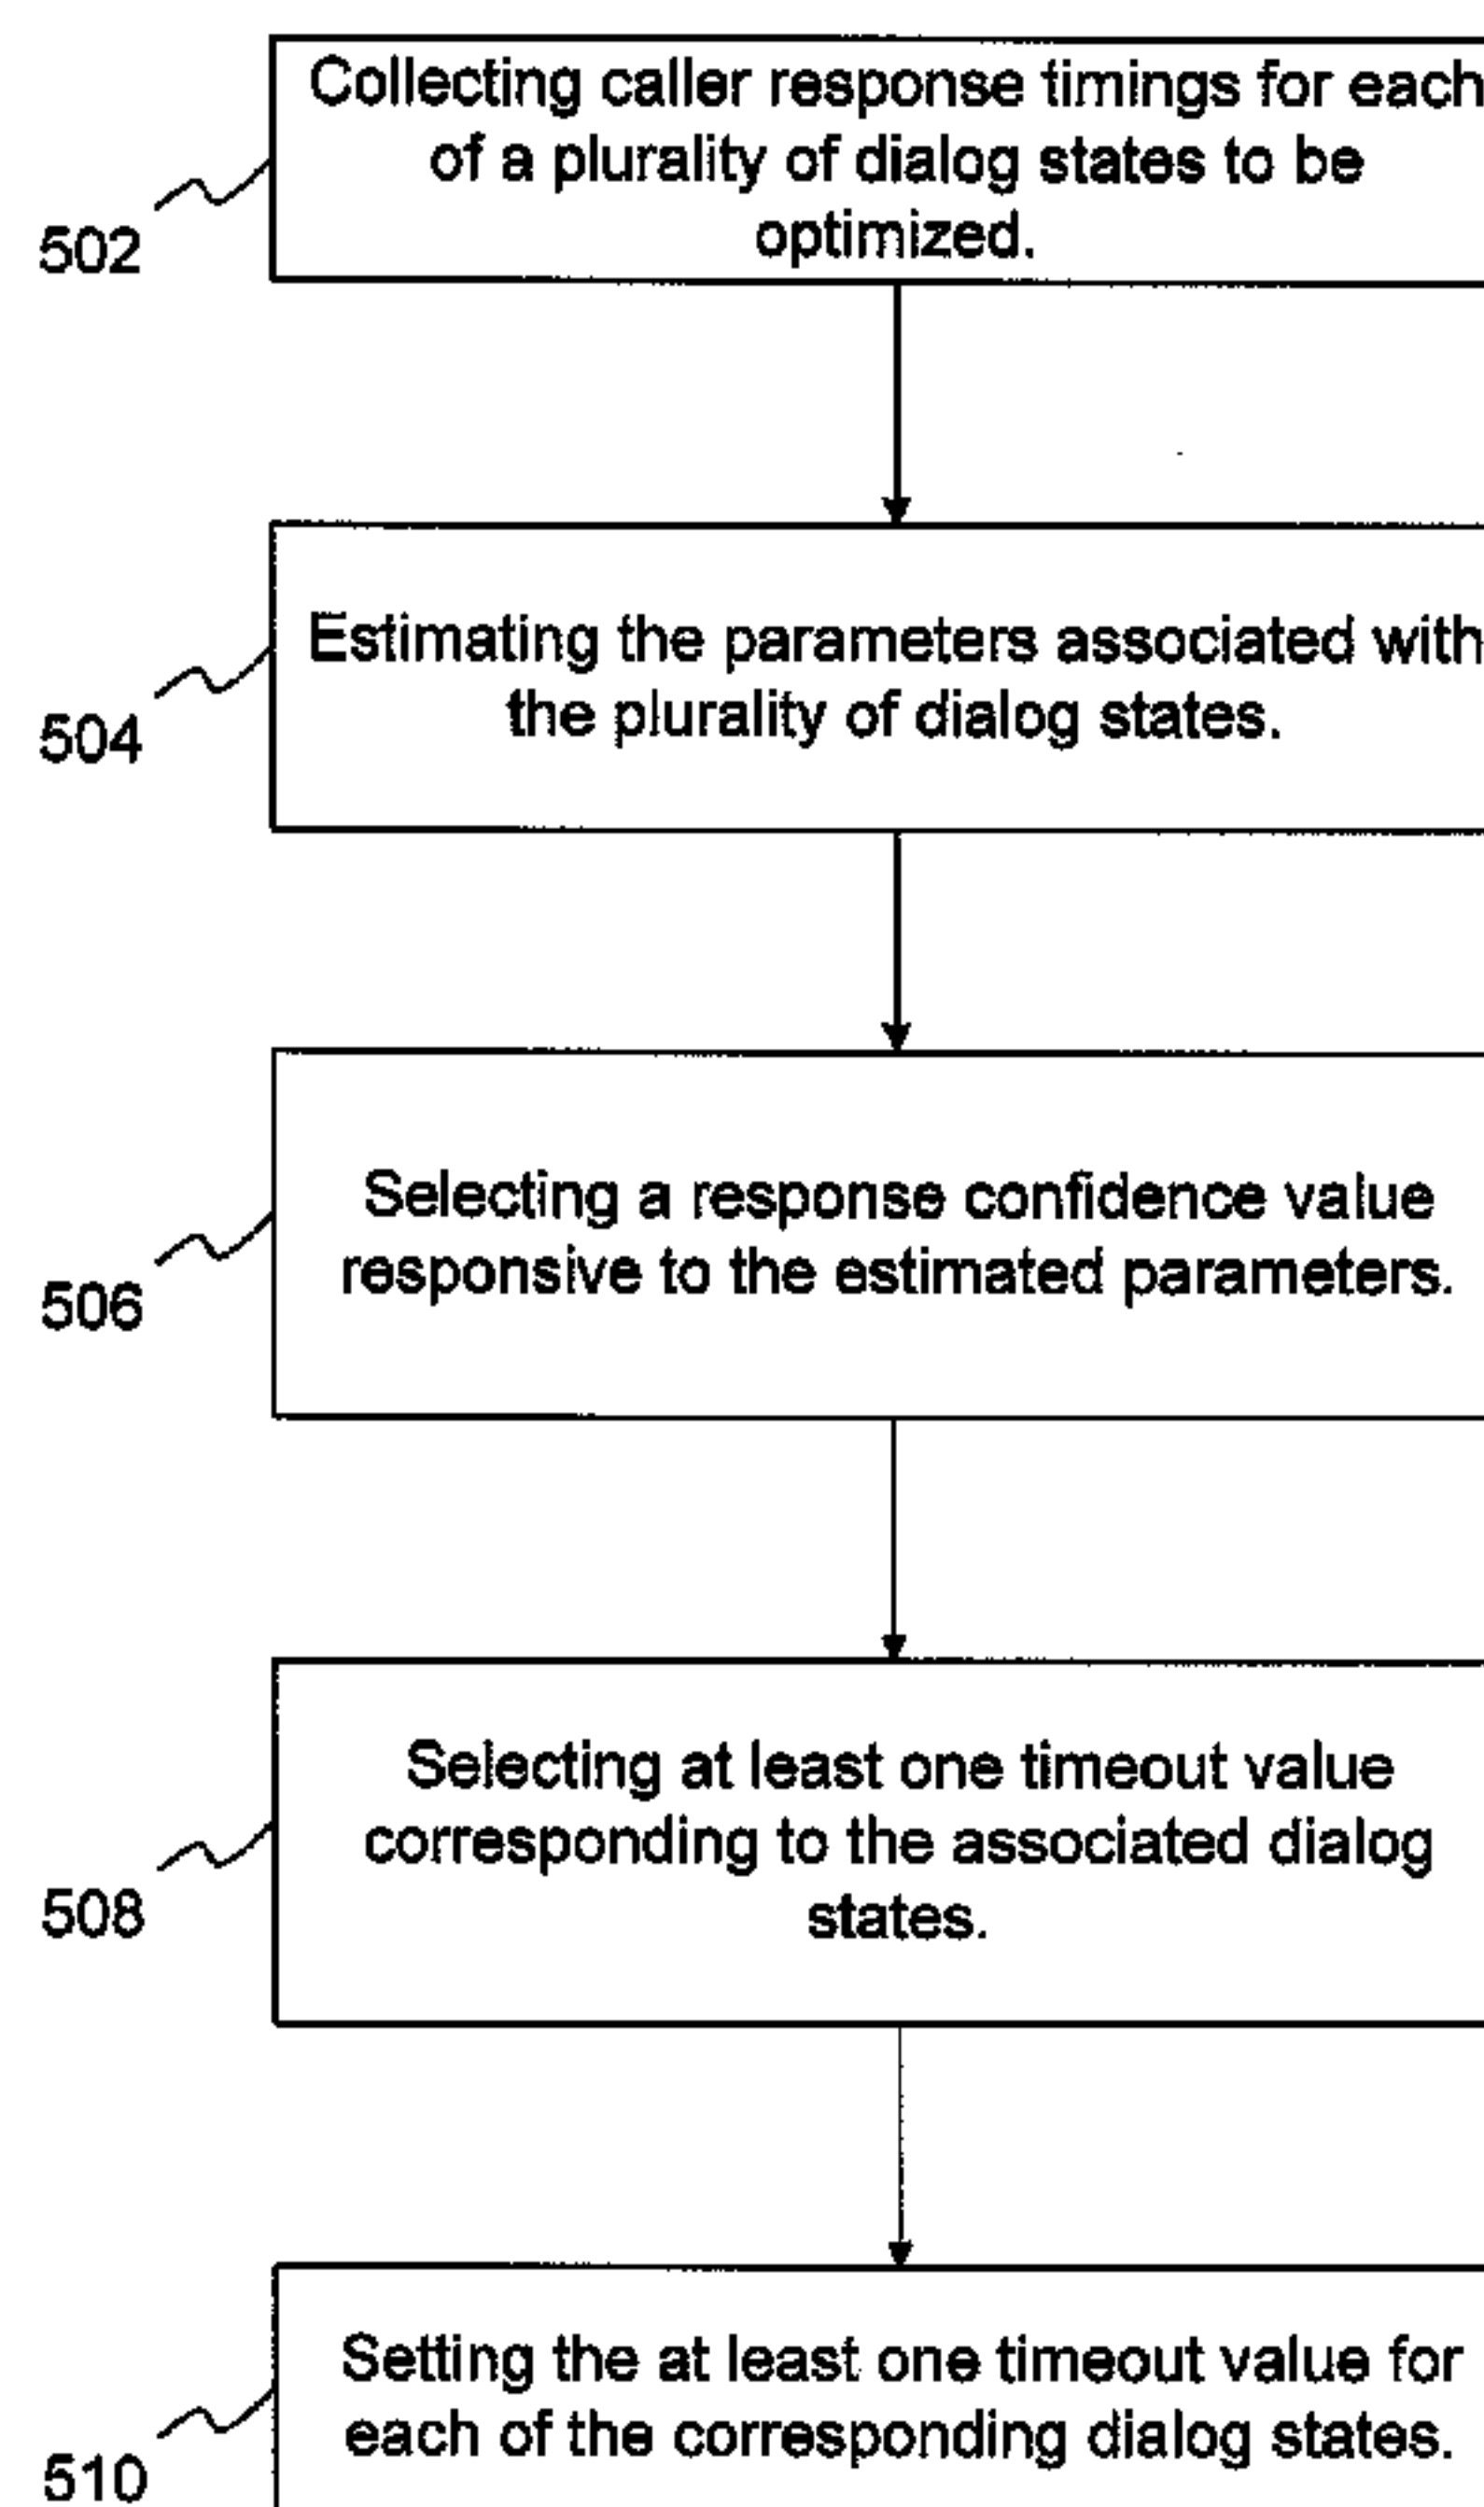 Collecting caller response timings for each
of a plurality of dialog states to be
optimized.
502
Estimating the parameters associated with
the plurality of dialog states.
504
Selecting a response confidence value
responsive to the estimated parameters.
506
Selecting at least one timeout value
corresponding to the associated dialog
states.
508
Setting the at least one timeout value for
each of the corresponding dialog states.
510